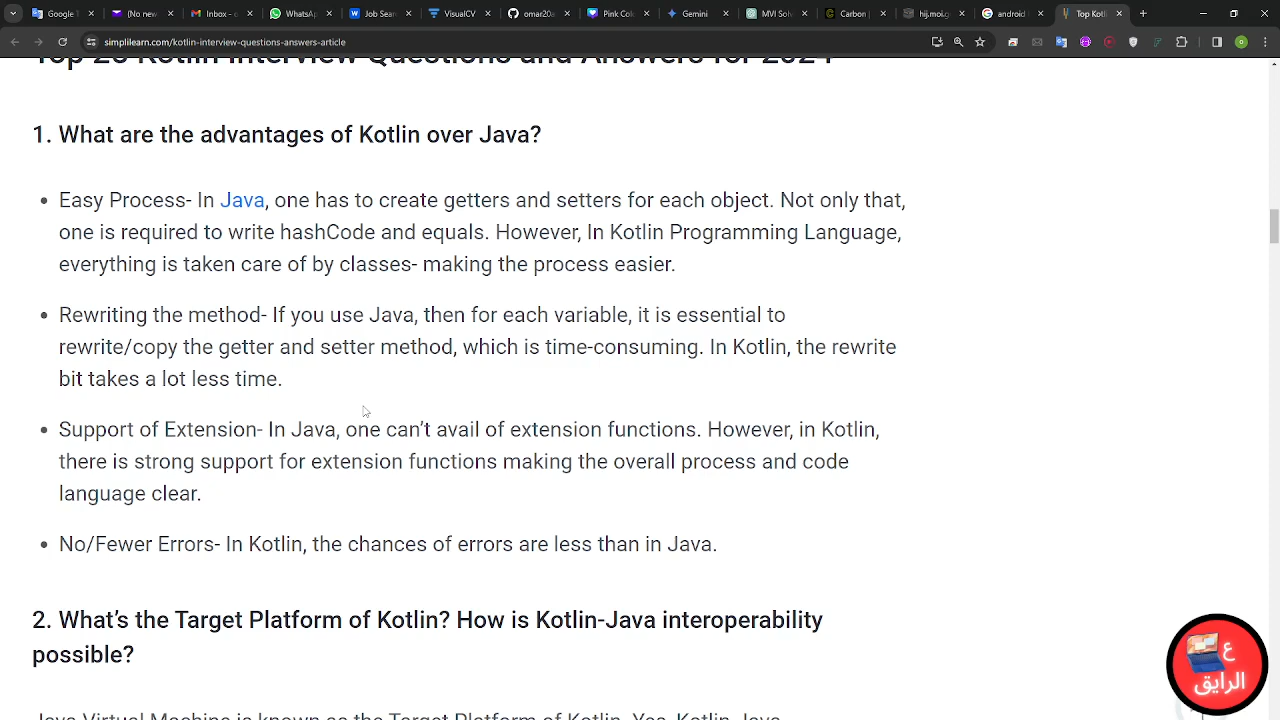 Google T
(No new
Inbox - o
WhatsA
Job Sear
VisualCV
omar20
Pink Col
Gemini
MVI Sc
Carbon
hij.moi.g
android
Top Kotl
simplilearn.com/kotlin-interview-questions-answers-article
Top 20 Kotlin Interview Questions and Answers for 2024
1. What are the advantages of Kotlin over Java?
• Easy Process- In Java, one has to create getters and setters for each object. Not only that,
one is required to write hashCode and equals. However, In Kotlin Programming Language,
everything is taken care of by classes- making the process easier.
• Rewriting the method- If you use Java, then for each variable, it is essential to
rewrite/copy the getter and setter method, which is time-consuming. In Kotlin, the rewrite
bit takes a lot less time.
• Support of Extension- In Java, one can't avail of extension functions. However, in Kotlin,
there is strong support for extension functions making the overall process and code
language clear.
• No/Fewer Errors- In Kotlin, the chances of errors are less than in Java.
2. What's the Target Platform of Kotlin? How is Kotlin-Java interoperability
possible?
Java Virtual Machine is known as the Target Platform of Kotlin. Yes, Kotlin-Java
ع
الرايق